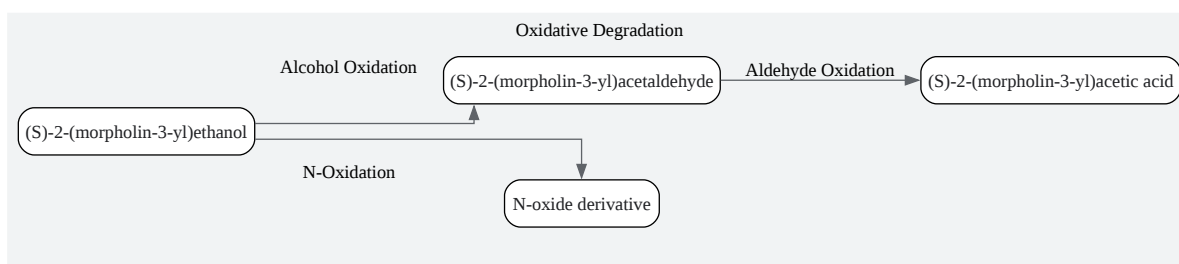 Oxidative Degradation
Alcohol Oxidation
(S)-2-(morpholin-3-yl)acetaldehyde
Aldehyde Oxidation
(S)-2-(morpholin-3-yl)acetic acid
(S)-2-(morpholin-3-yl)ethanol
N-Oxidation
N-oxide derivative